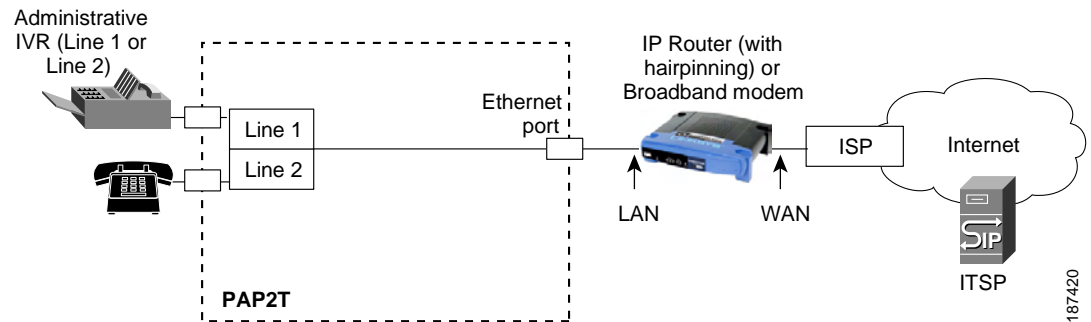 Administrative
IVR (Line 1 or
Line 2)
Line 1
Line 2
Ethernet
port
PAP2T
IP Router (with
hairpinning) or
Broadband modem
LAN
WAN
ISP
Internet
SIP
ITSP
187420